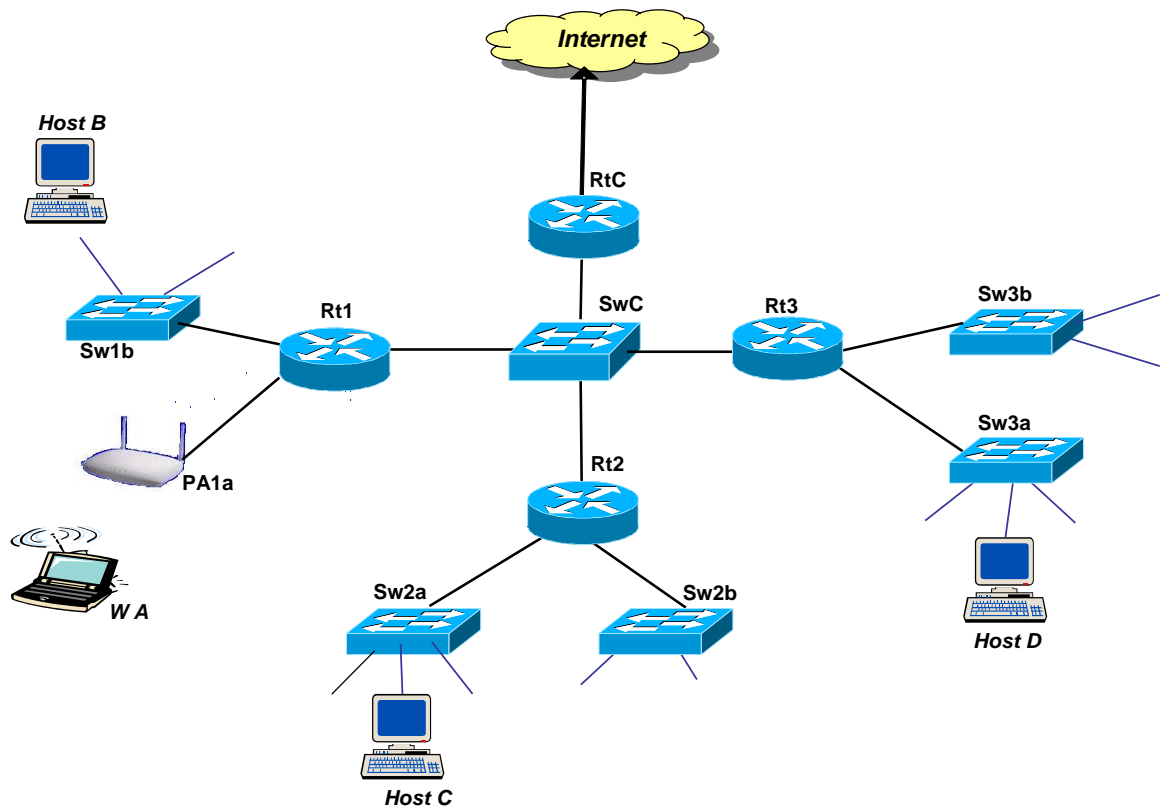 Internet
Host B
RtC
Sw1b
Rt1
SwC
Rt3
Sw3b
PA1a
Sw3a
Rt2
W A
Sw2a
Sw2b
Host D
Host C